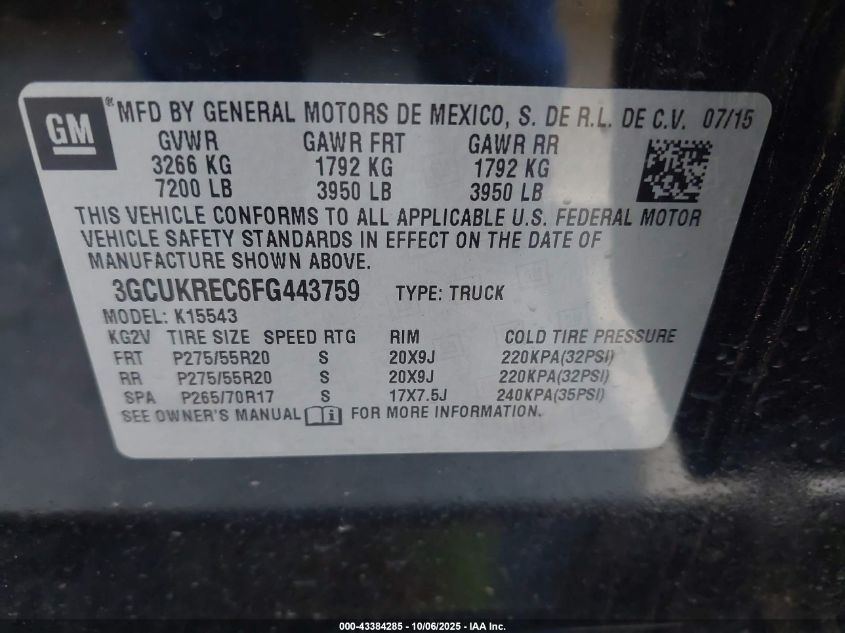 GM ® MFD BY GENERAL MOTORS DE MEXICO, S. DE R.L. DE C.V. 07/15
GVWR GAWR FRT GAWR RR
3266 KG 1792 KG 1792 KG
7200 LB 3950 LB 3950 LB
THIS VEHICLE CONFORMS TO ALL APPLICABLE U.S. FEDERAL MOTOR
VEHICLE SAFETY STANDARDS IN EFFECT ON THE DATE OF
MANUFACTURE SHOWN ABOVE.
3GCUKREC6FG443759 TYPE: TRUCK
MODEL: K15543
KG2V TIRE SIZE SPEED RTG RIM COLD TIRE PRESSURE
FRT P275/55R20 S 20X9J 220KPA(32PSI)
RR P275/55R20 S 20X9J 220KPA(32PSI)
SPA P265/70R17 S 17X7.5J 240KPA(35PSI)
SEE OWNER'S MANUAL i FOR MORE INFORMATION.
000-43384285 - 10/06/2025 - IAA Inc.